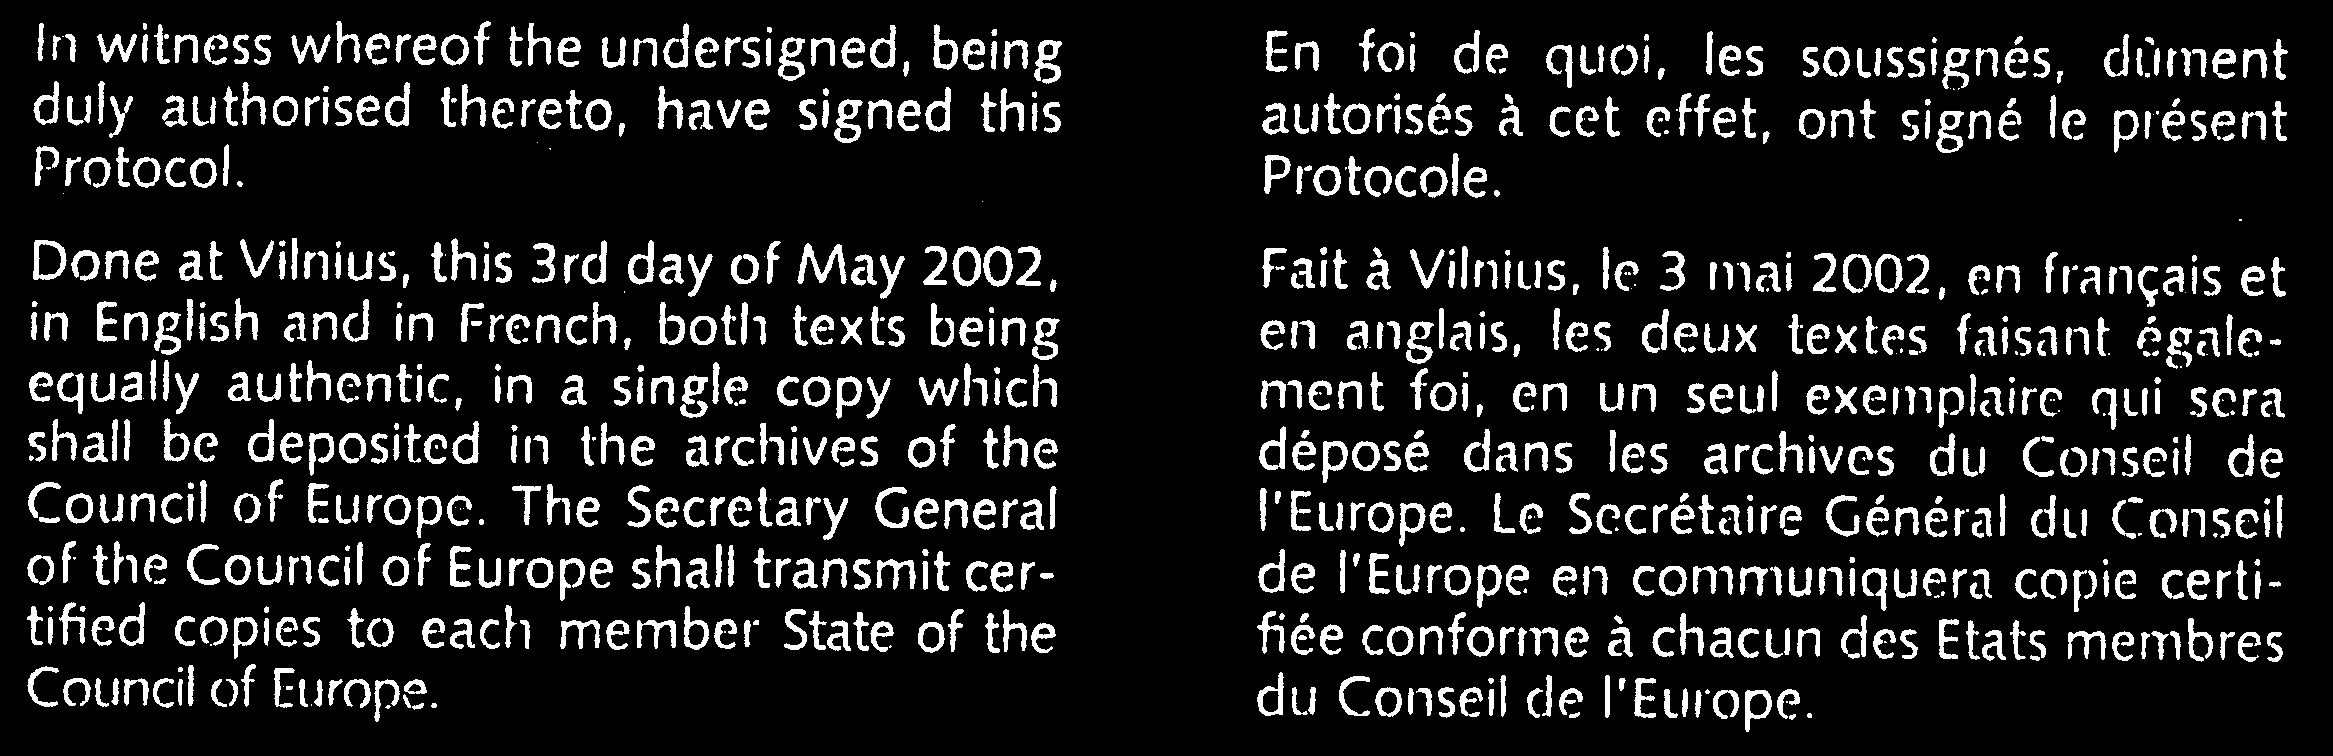 In witness whereof the undersigned, being
duly authorised thereto, have signed this
Protocol.
Done at Vilnius, this 3rd day of May 2002,
in English and in French, both texts being
equally authentic, in a single copy which
shall be deposited in the archives of the
Council of Europe. The Secretary General
of the Council of Europe shall transmit cer-
tified copies to each member State of the
Council of Europe.
En foi de quoi, les soussignés, dûment
autorisés à cet effet, ont signé le présent
Protocole.
Fait à Vilnius, le 3 mai 2002, en français et
en anglais, les deux textes faisant égale-
ment foi, en un seul exemplaire qui sera
déposé dans les archives du Conseil de
l'Europe. Le Secrétaire Général du Conseil
de l'Europe en communiquera copie certi-
fiée conforme à chacun des Etats membres
du Conseil de l'Europe.